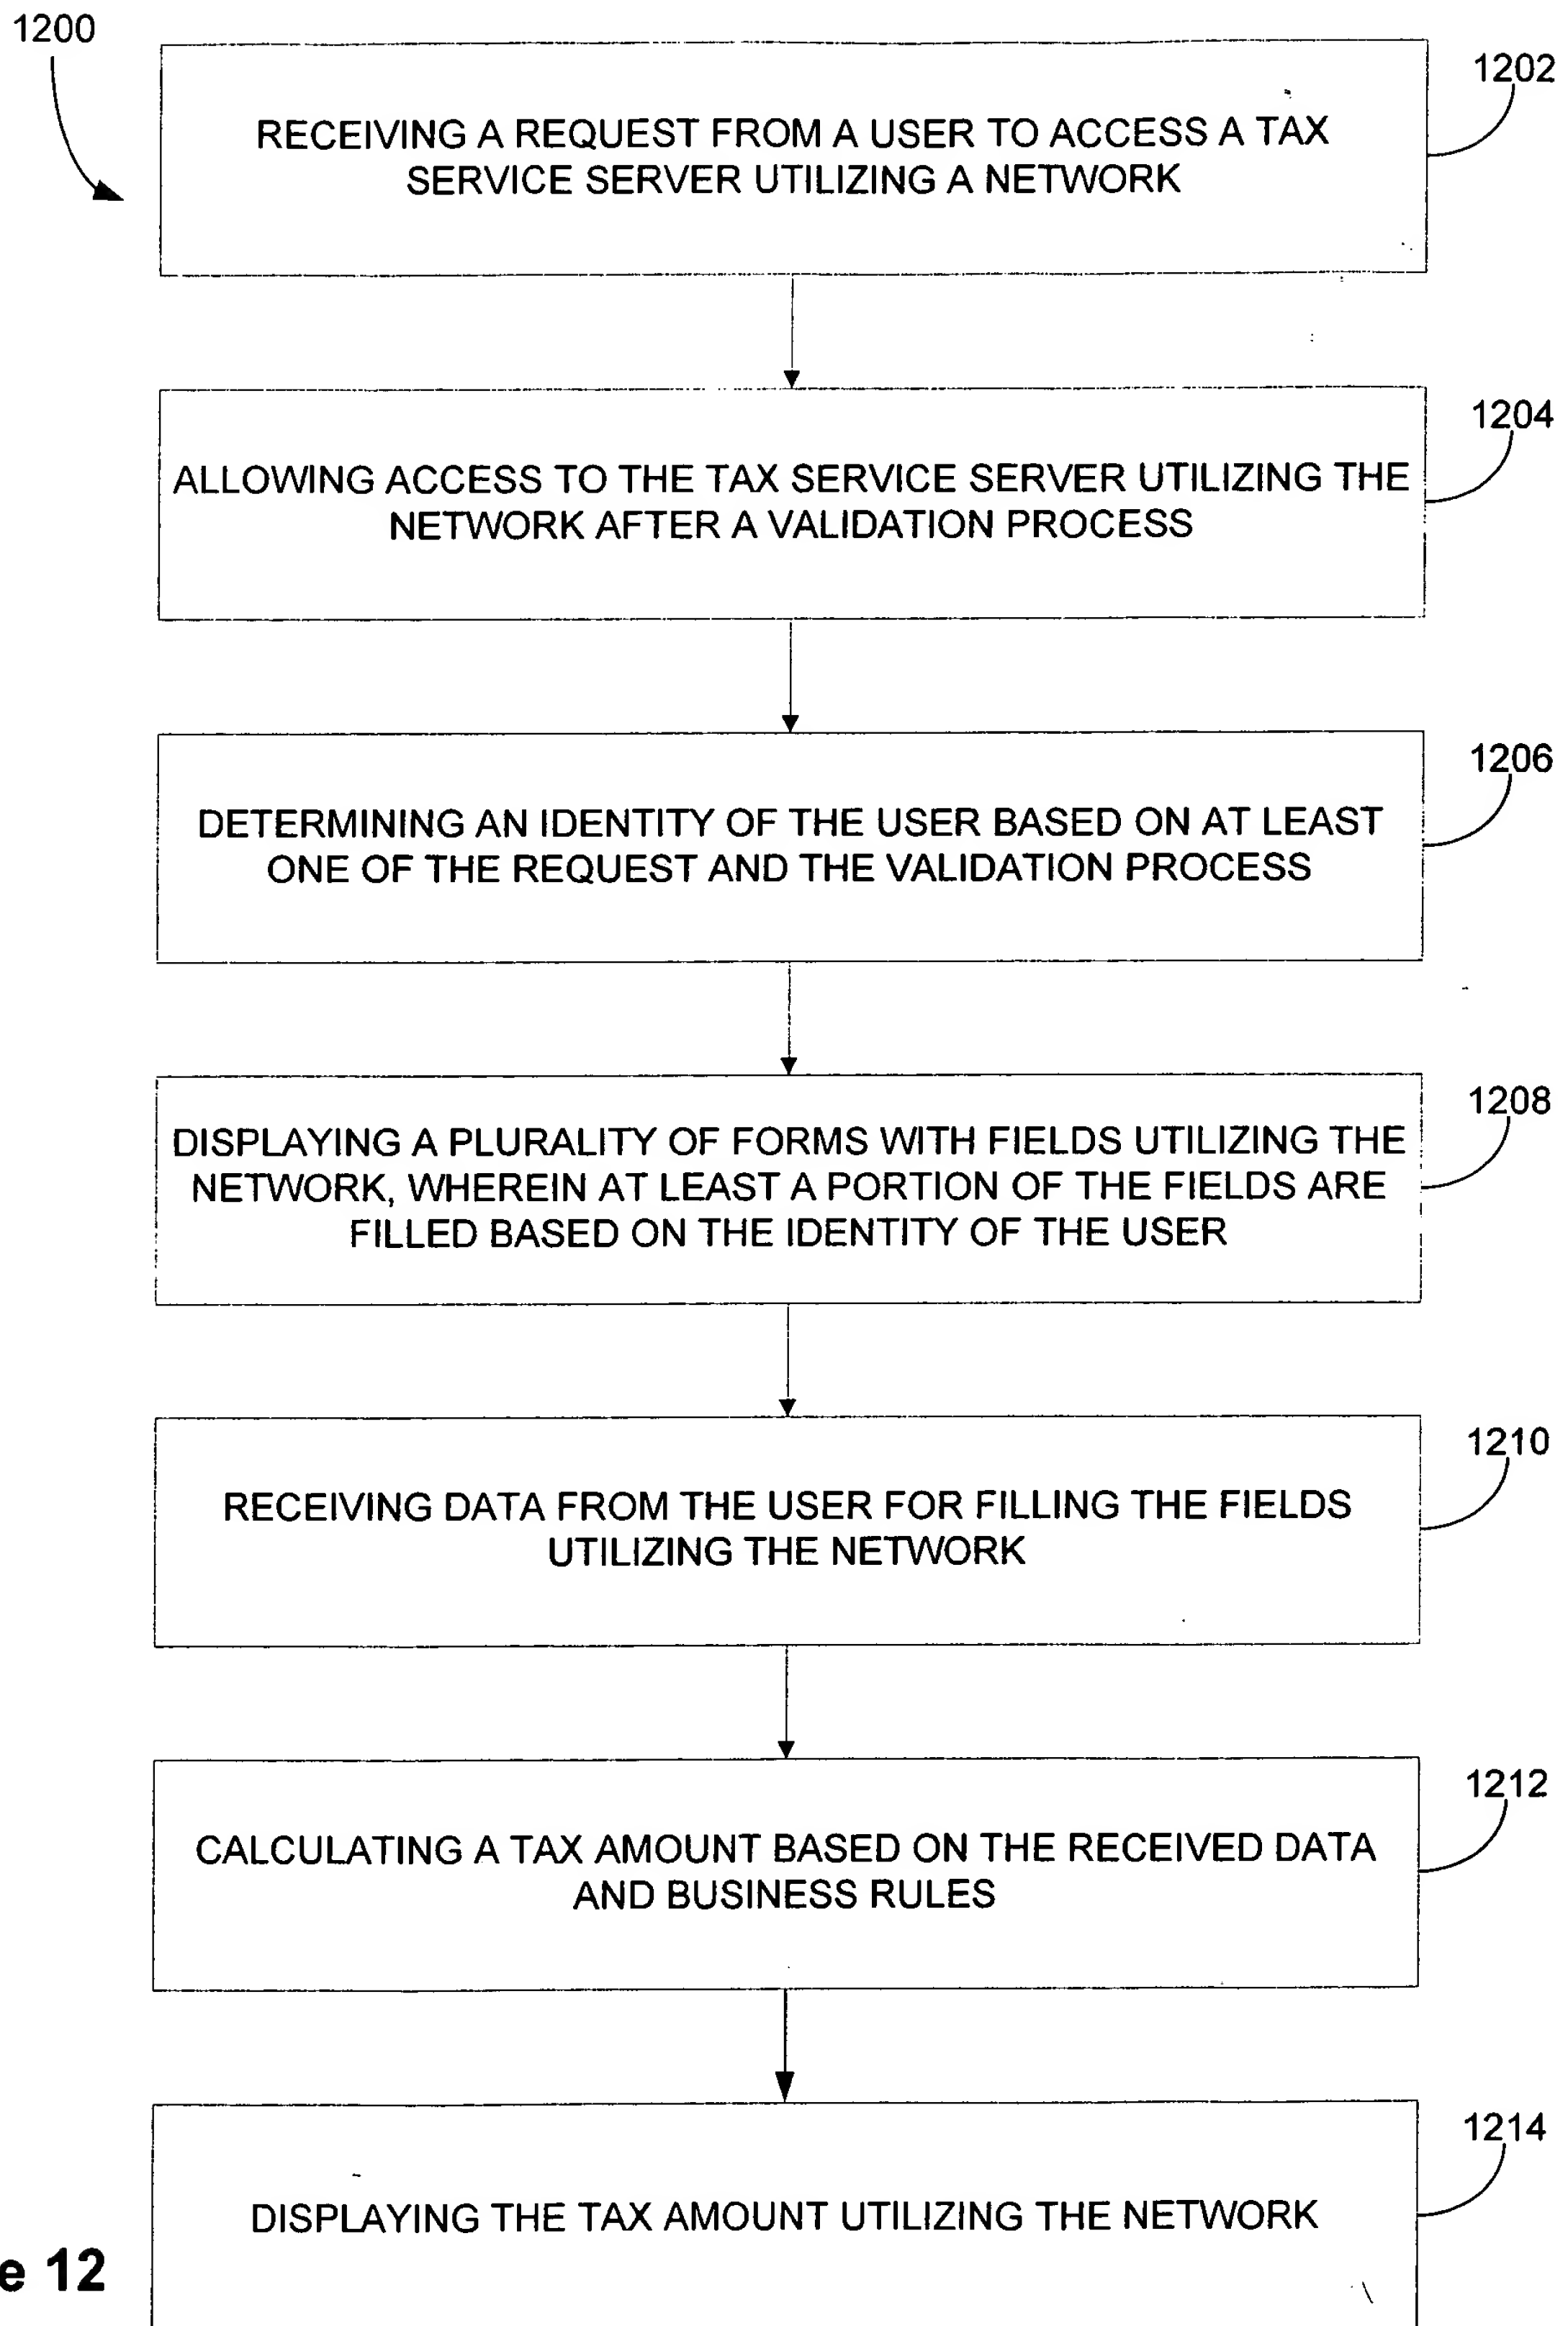 1200
1202
RECEIVING A REQUEST FROM A USER TO ACCESS A TAX
SERVICE SERVER UTILIZING A NETWORK
1204
ALLOWING ACCESS TO THE TAX SERVICE SERVER UTILIZING THE
NETWORK AFTER A VALIDATION PROCESS
1206
DETERMINING AN IDENTITY OF THE USER BASED ON AT LEAST
ONE OF THE REQUEST AND THE VALIDATION PROCESS
1208
DISPLAYING A PLURALITY OF FORMS WITH FIELDS UTILIZING THE
NETWORK, WHEREIN AT LEAST A PORTION OF THE FIELDS ARE
FILLED BASED ON THE IDENTITY OF THE USER
1210
RECEIVING DATA FROM THE USER FOR FILLING THE FIELDS
UTILIZING THE NETWORK
1212
CALCULATING A TAX AMOUNT BASED ON THE RECEIVED DATA
AND BUSINESS RULES
1214
DISPLAYING THE TAX AMOUNT UTILIZING THE NETWORK
e 12